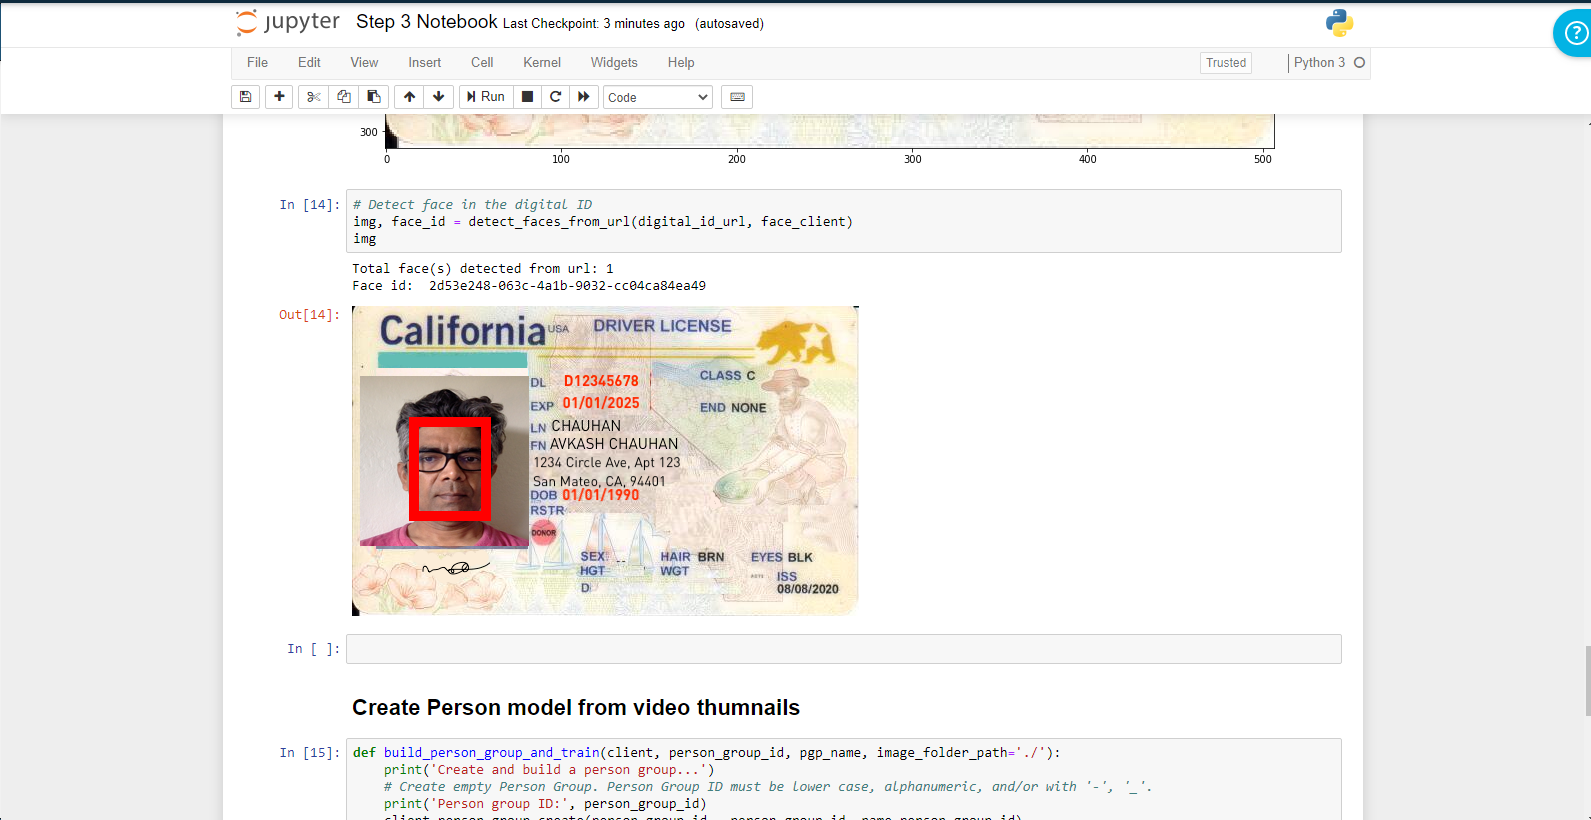 jupyter Step 3 Notebook Last Checkpoint: 3 minutes ago (autosaved)
File Edit View Insert Cell Kernel Widgets Help Trusted Python 3
Run Code
300
0 100 200 300 400 500
In [14]: # Detect face in the digital ID
img, face_id = detect_faces_from_url(digital_id_url, face_client)
img
Total face(s) detected from url: 1
Face id:  2d53e248-063c-4a1b-9032-cc04ca84ea49
Out[14]:
California USA DRIVER LICENSE
DL D12345678 CLASS C
EXP 01/01/2025 END NONE
LN CHAUHAN
FN AVKASH CHAUHAN
1234 Circle Ave, Apt 123
San Mateo, CA, 94401
DOB 01/01/1990
RSTR
DONOR
SEX -- HAIR BRN EYES BLK
HGT WGT ISS
D 08/08/2020
In [ ]:
Create Person model from video thumnails
In [15]: def build_person_group_and_train(client, person_group_id, pgp_name, image_folder_path='./'):
print('Create and build a person group...')
# Create empty Person Group. Person Group ID must be lower case, alphanumeric, and/or with '-', '_'.
print('Person group ID:', person_group_id)